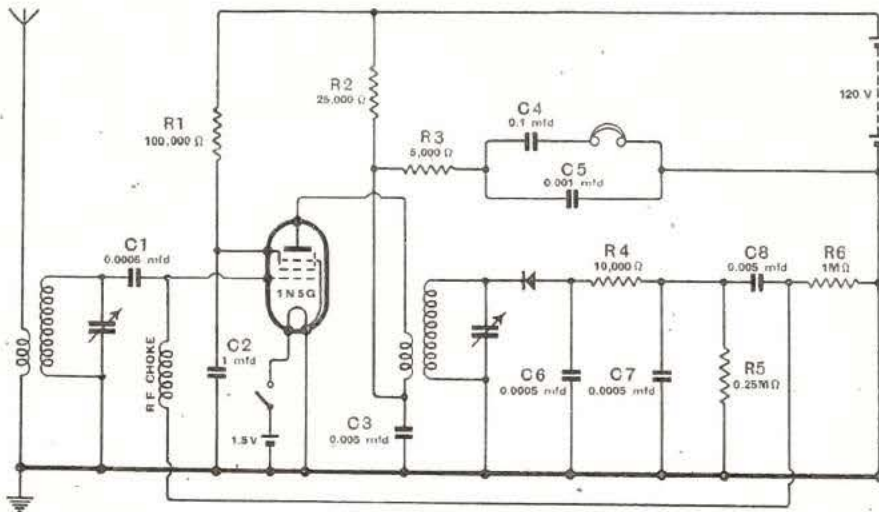 R1
100,000 Ω
R2
25,000 Ω
R3
5,000 Ω
C4
0.1 mfd
C5
0.001 mfd
120 V
C1
0.0005 mfd
1N5G
R4
10,000 Ω
C8
0.005 mfd
R6
1MΩ
RF CHOKE
C2
1 mfd
1.5V
C3
0.005 mfd
C6
0.0005 mfd
C7
0.0005 mfd
R5
0.25MΩ